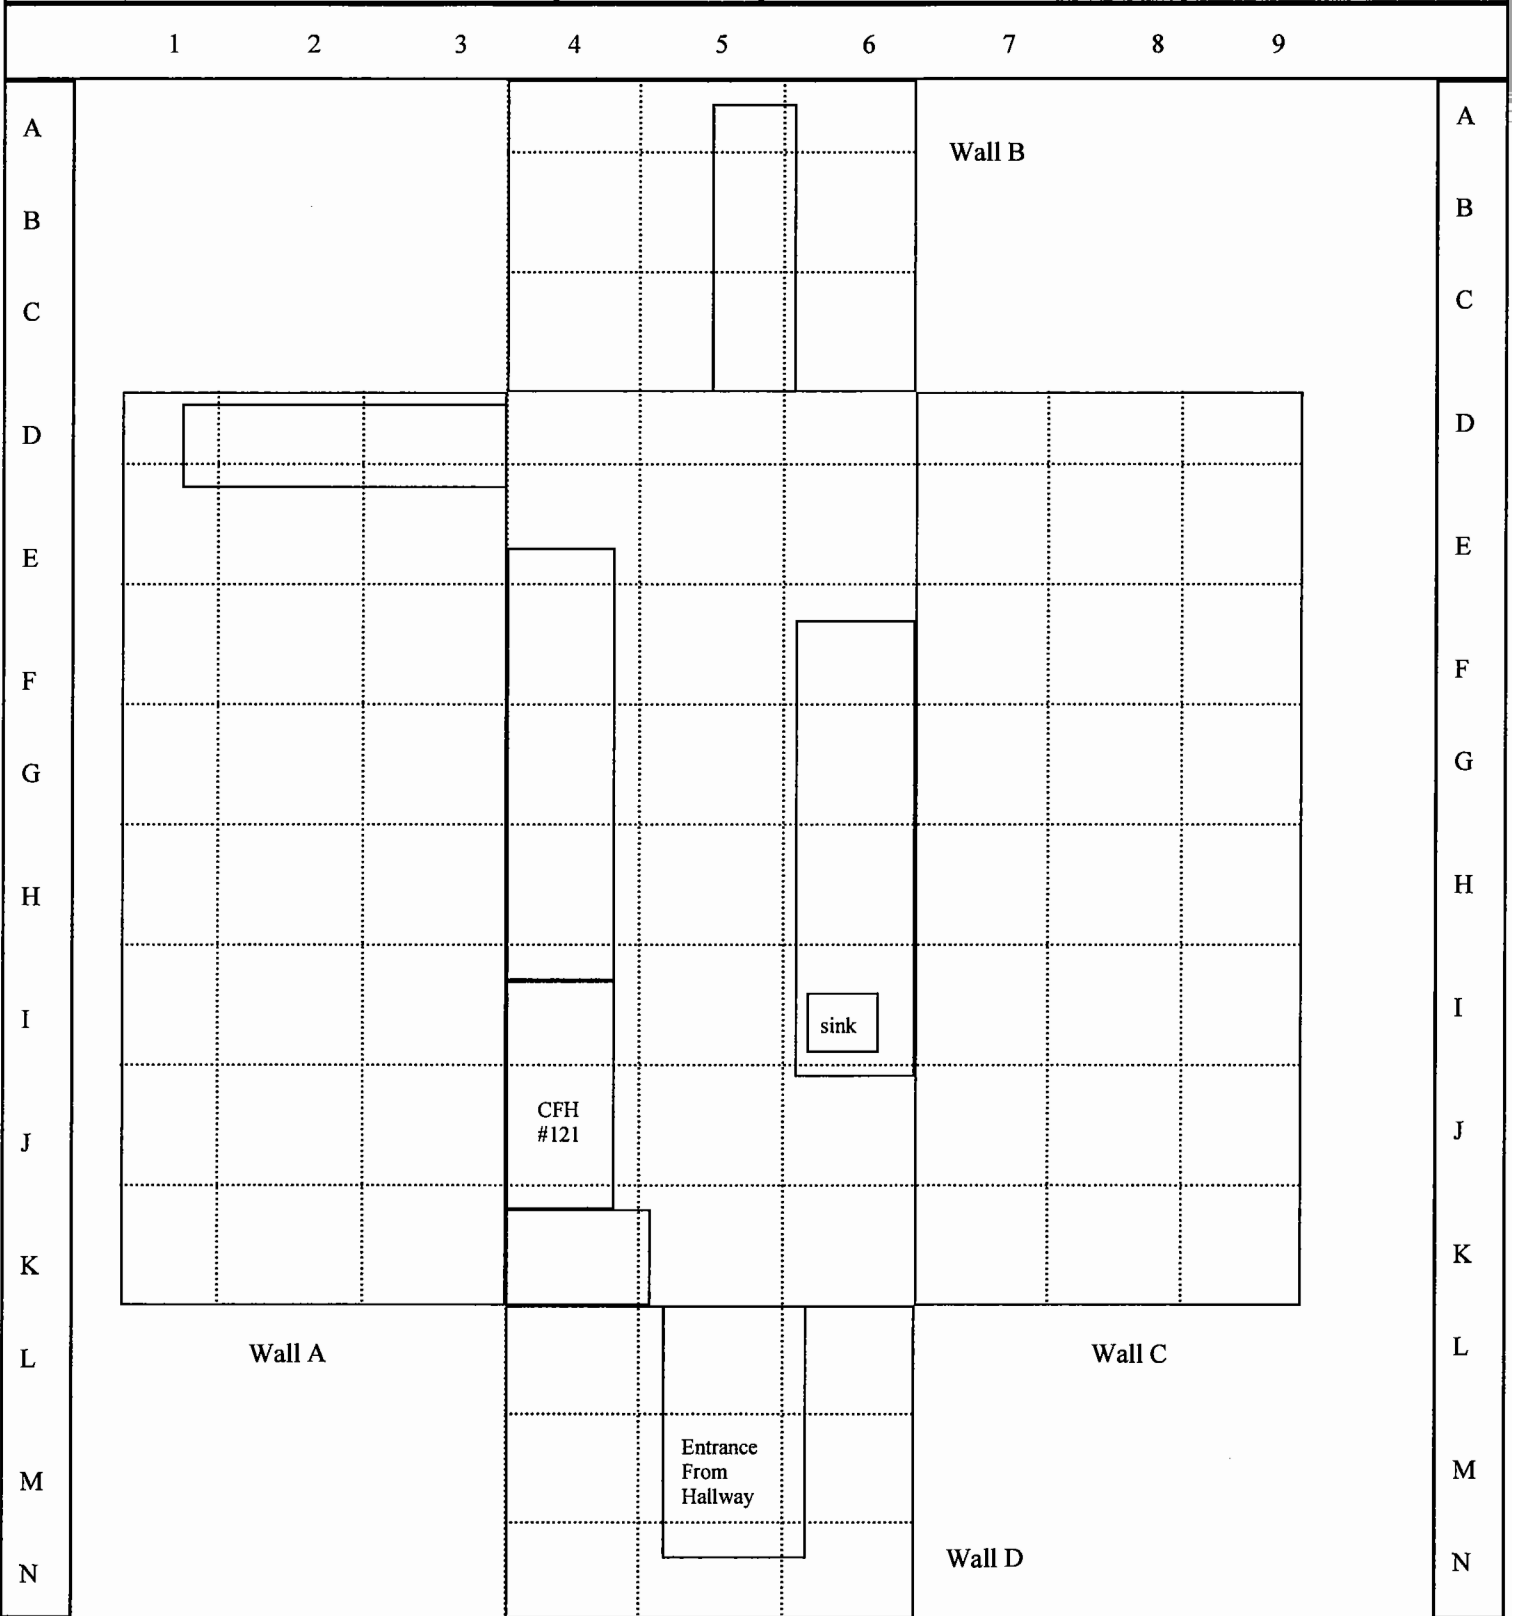 1 2 3 4 5 6 7 8 9
A A
Wall B
B B
C C
D D
E E
F F
G G
H H
I I
sink
CFH
#121
J J
K K
Wall A Wall C
L L
Entrance
From
Hallway
M M
Wall D
N N